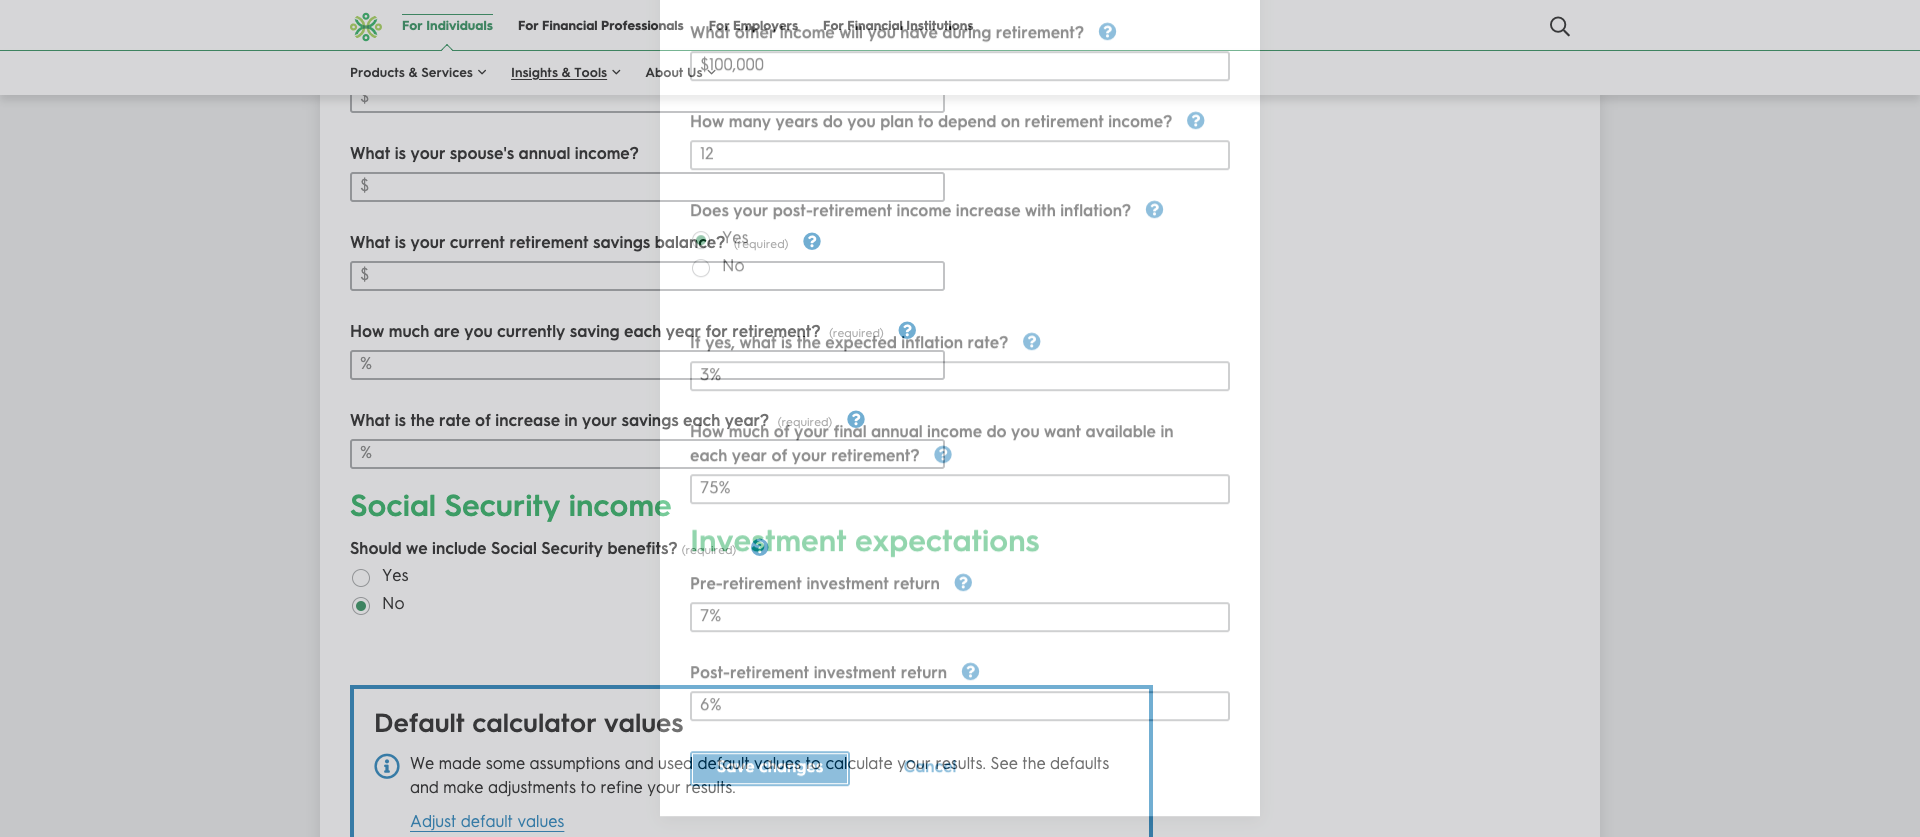 For Individuals For Financial Professionals For Employers For Financial Institutions
Products & Services Insights & Tools About Us
$
What is your spouse's annual income?
$
What is your current retirement savings balance? (required)
$
How much are you currently saving each year for retirement? (required)
%
What is the rate of increase in your savings each year? (required)
%
Social Security income
Should we include Social Security benefits? (required)
Yes
No
Default calculator values
We made some assumptions and used default values to calculate your results. See the defaults
and make adjustments to refine your results.
Adjust default values
What other income will you have during retirement?
$100,000
How many years do you plan to depend on retirement income?
12
Does your post-retirement income increase with inflation?
Yes
No
If yes, what is the expected inflation rate?
3%
How much of your final annual income do you want available in
each year of your retirement?
75%
Investment expectations
Pre-retirement investment return
7%
Post-retirement investment return
6%
Save changes Cancel